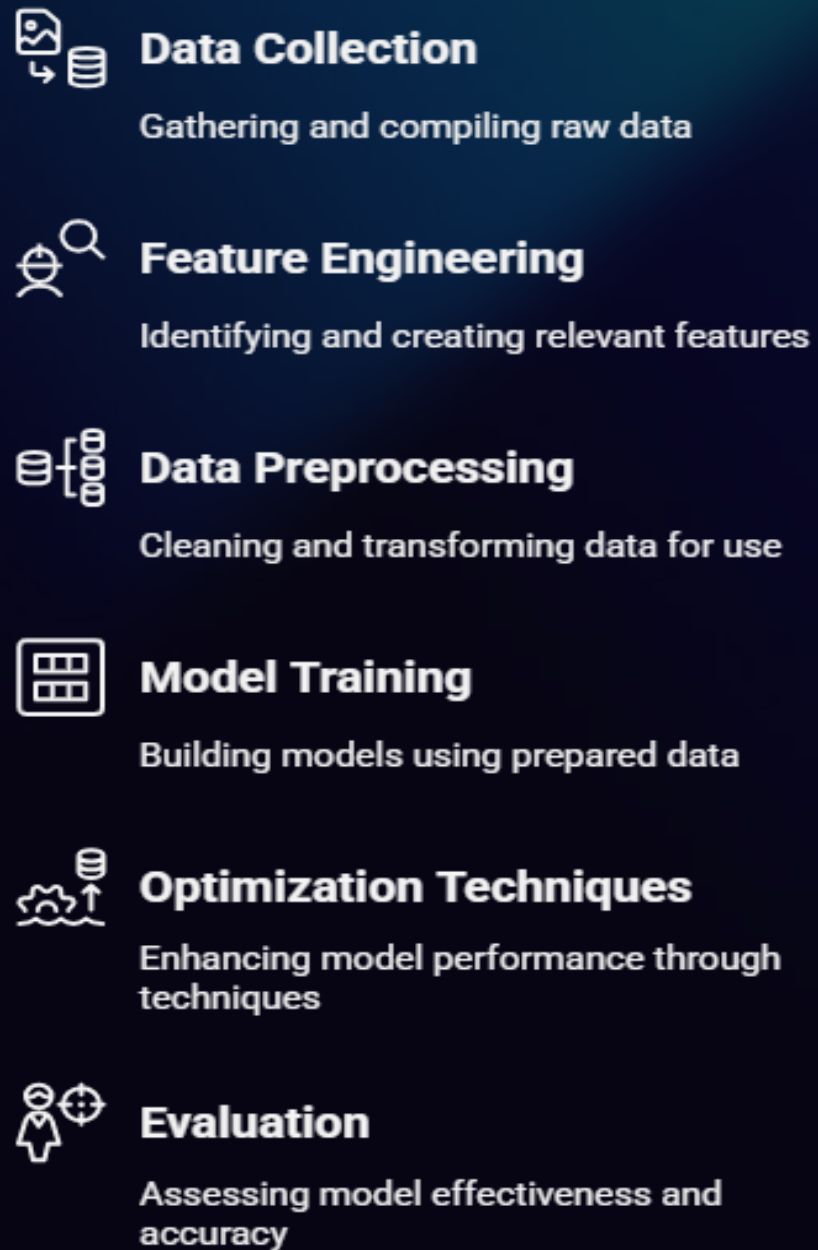 Data Collection
Gathering and compiling raw data
Feature Engineering
Identifying and creating relevant features
Data Preprocessing
Cleaning and transforming data for use
Model Training
Building models using prepared data
Optimization Techniques
Enhancing model performance through
techniques
Evaluation
Assessing model effectiveness and
accuracy